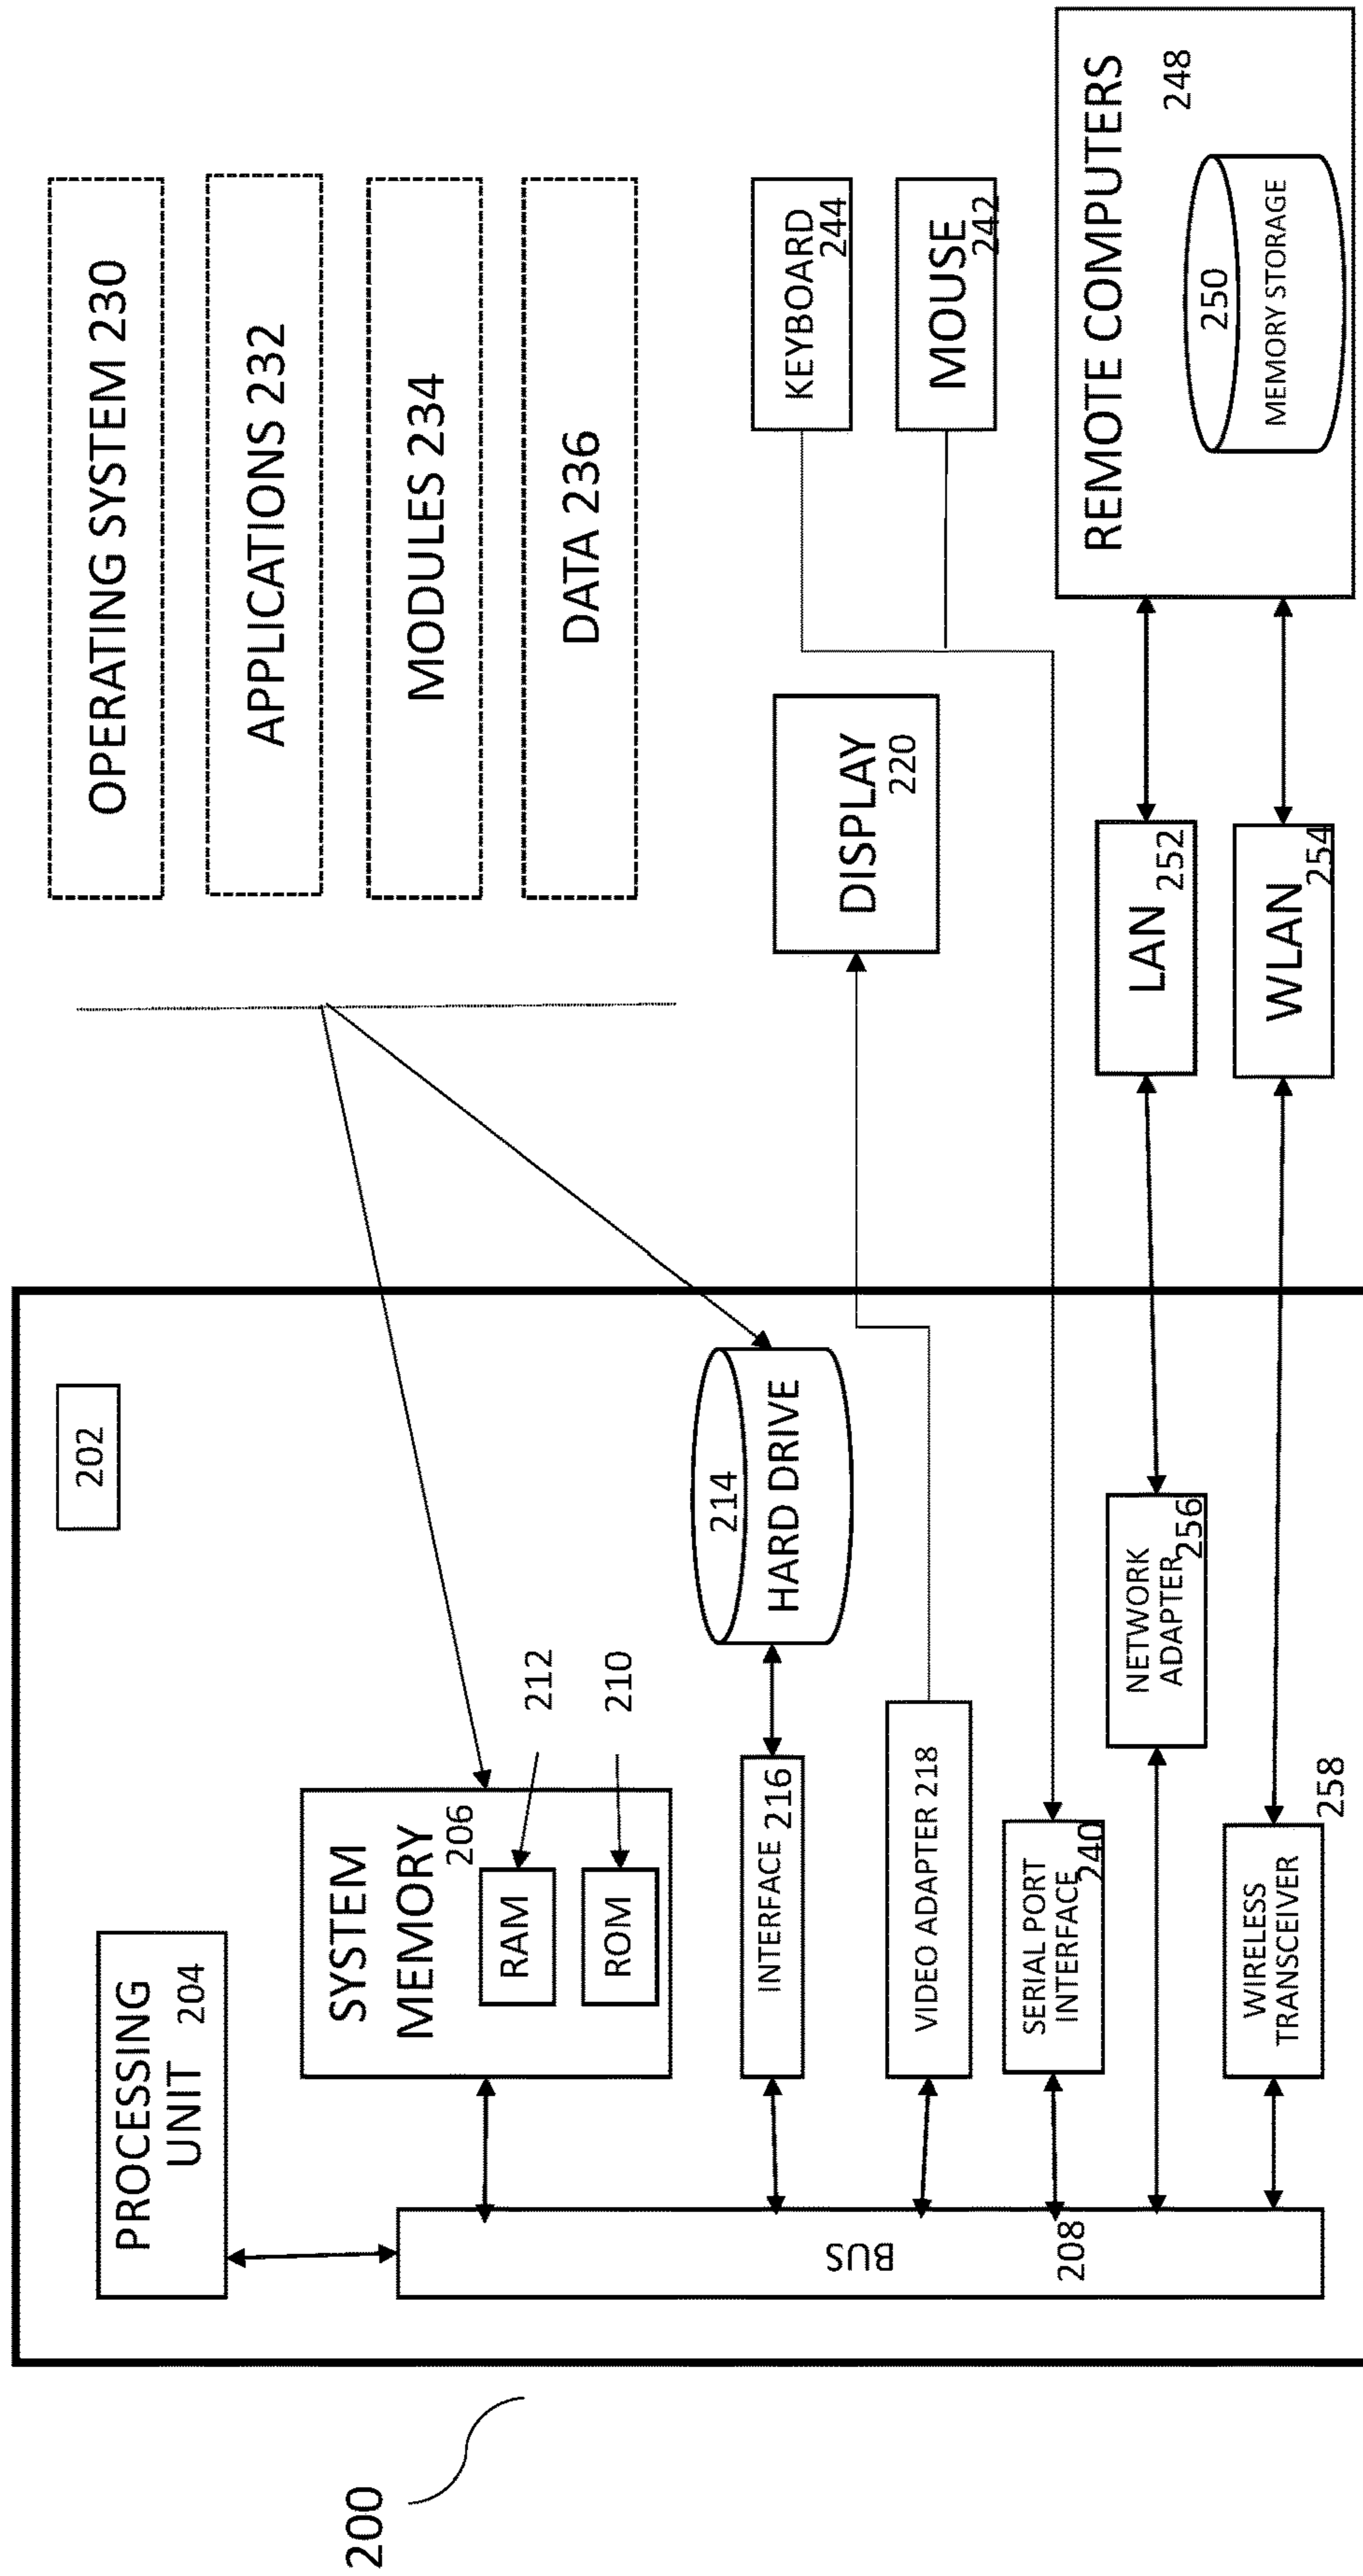 200
202
PROCESSING
UNIT
204
SYSTEM
MEMORY
206
RAM
212
ROM
210
BUS
208
INTERFACE 216
214
HARD DRIVE
VIDEO ADAPTER 218
SERIAL PORT
INTERFACE
240
NETWORK
ADAPTER
256
WIRELESS
TRANSCEIVER
258
OPERATING SYSTEM 230
APPLICATIONS 232
MODULES 234
DATA 236
DISPLAY
220
KEYBOARD
244
MOUSE
242
LAN
252
WLAN
254
REMOTE COMPUTERS
248
250
MEMORY STORAGE